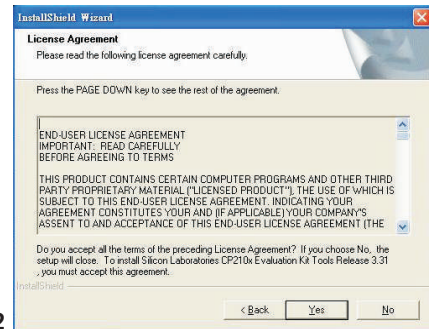 InstallShield Wizard
License Agreement
Please read the following license agreement carefully.
Press the PAGE DOWN key to see the rest of the agreement.
END-USER LICENSE AGREEMENT
IMPORTANT: READ CAREFULLY
BEFORE AGREEING TO TERMS
THIS PRODUCT CONTAINS CERTAIN COMPUTER PROGRAMS AND OTHER THIRD
PARTY PROPRIETARY MATERIAL ("LICENSED PRODUCT"), THE USE OF WHICH IS
SUBJECT TO THIS END-USER LICENSE AGREEMENT. INDICATING YOUR
AGREEMENT CONSTITUTES YOUR AND (IF APPLICABLE) YOUR COMPANY'S
ASSENT TO AND ACCEPTANCE OF THIS END-USER LICENSE AGREEMENT (THE
Do you accept all the terms of the preceding License Agreement? If you choose No, the
setup will close. To install Silicon Laboratories CP210x Evaluation Kit Tools Release 3.31
, you must accept this agreement.
InstallShield
< Back Yes No
2